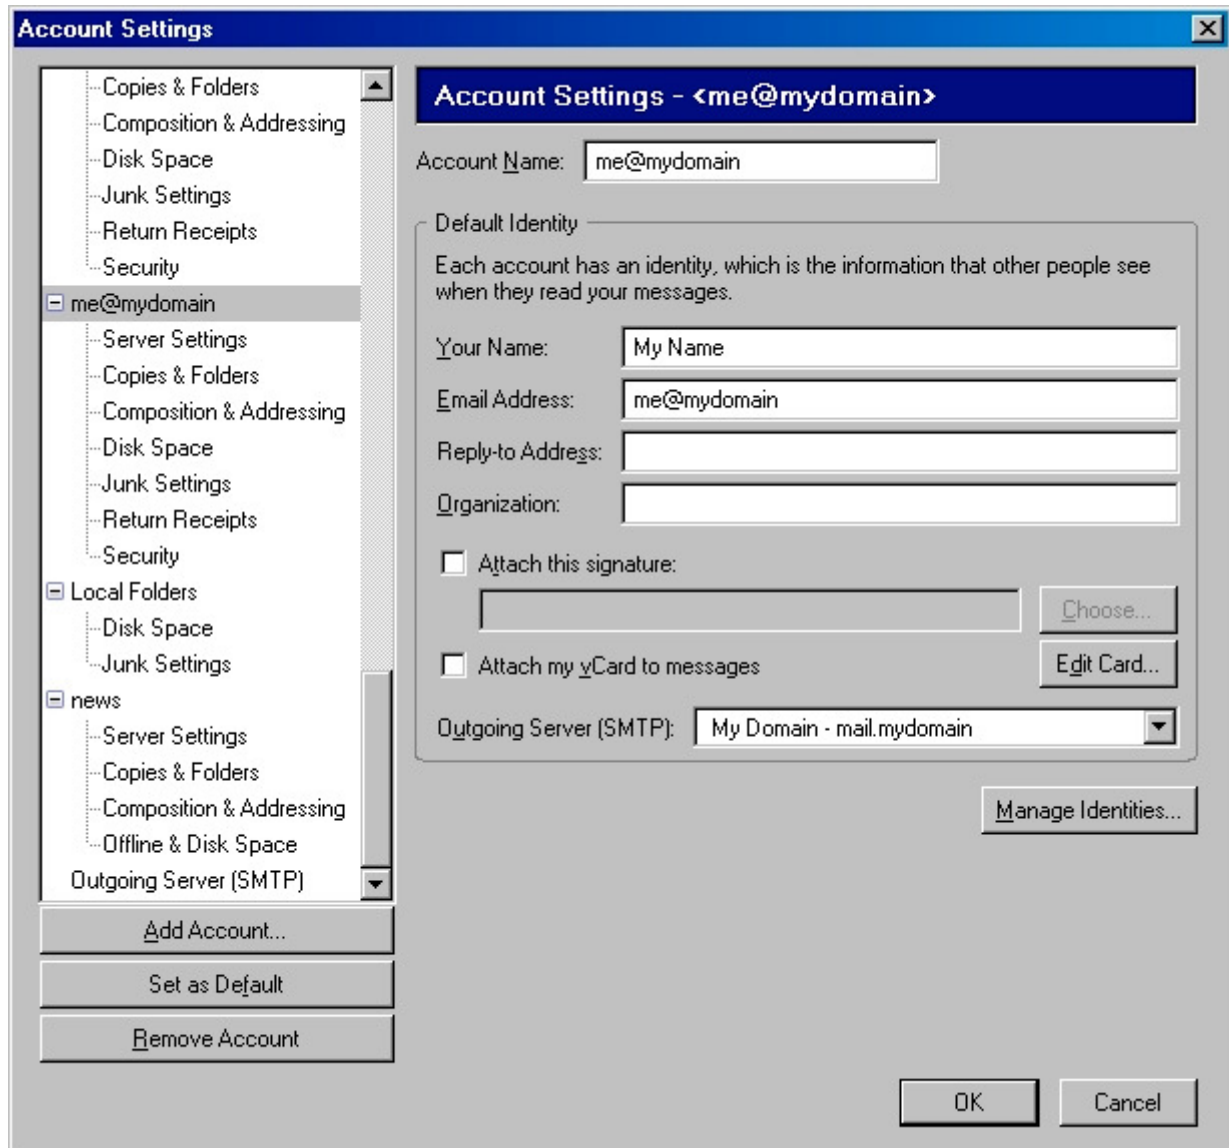 Account Settings
Copies & Folders
Composition & Addressing
Disk Space
Junk Settings
Return Receipts
Security
me@mydomain
Server Settings
Copies & Folders
Composition & Addressing
Disk Space
Junk Settings
Return Receipts
Security
Local Folders
Disk Space
Junk Settings
news
Server Settings
Copies & Folders
Composition & Addressing
Offline & Disk Space
Outgoing Server (SMTP)
Add Account...
Set as Default
Remove Account
Account Settings - <me@mydomain>
Account Name: me@mydomain
Default Identity
Each account has an identity, which is the information that other people see
when they read your messages.
Your Name: My Name
Email Address: me@mydomain
Reply-to Address:
Organization:
Attach this signature:
Choose...
Attach my vCard to messages Edit Card...
Outgoing Server (SMTP): My Domain - mail.mydomain
Manage Identities...
OK Cancel